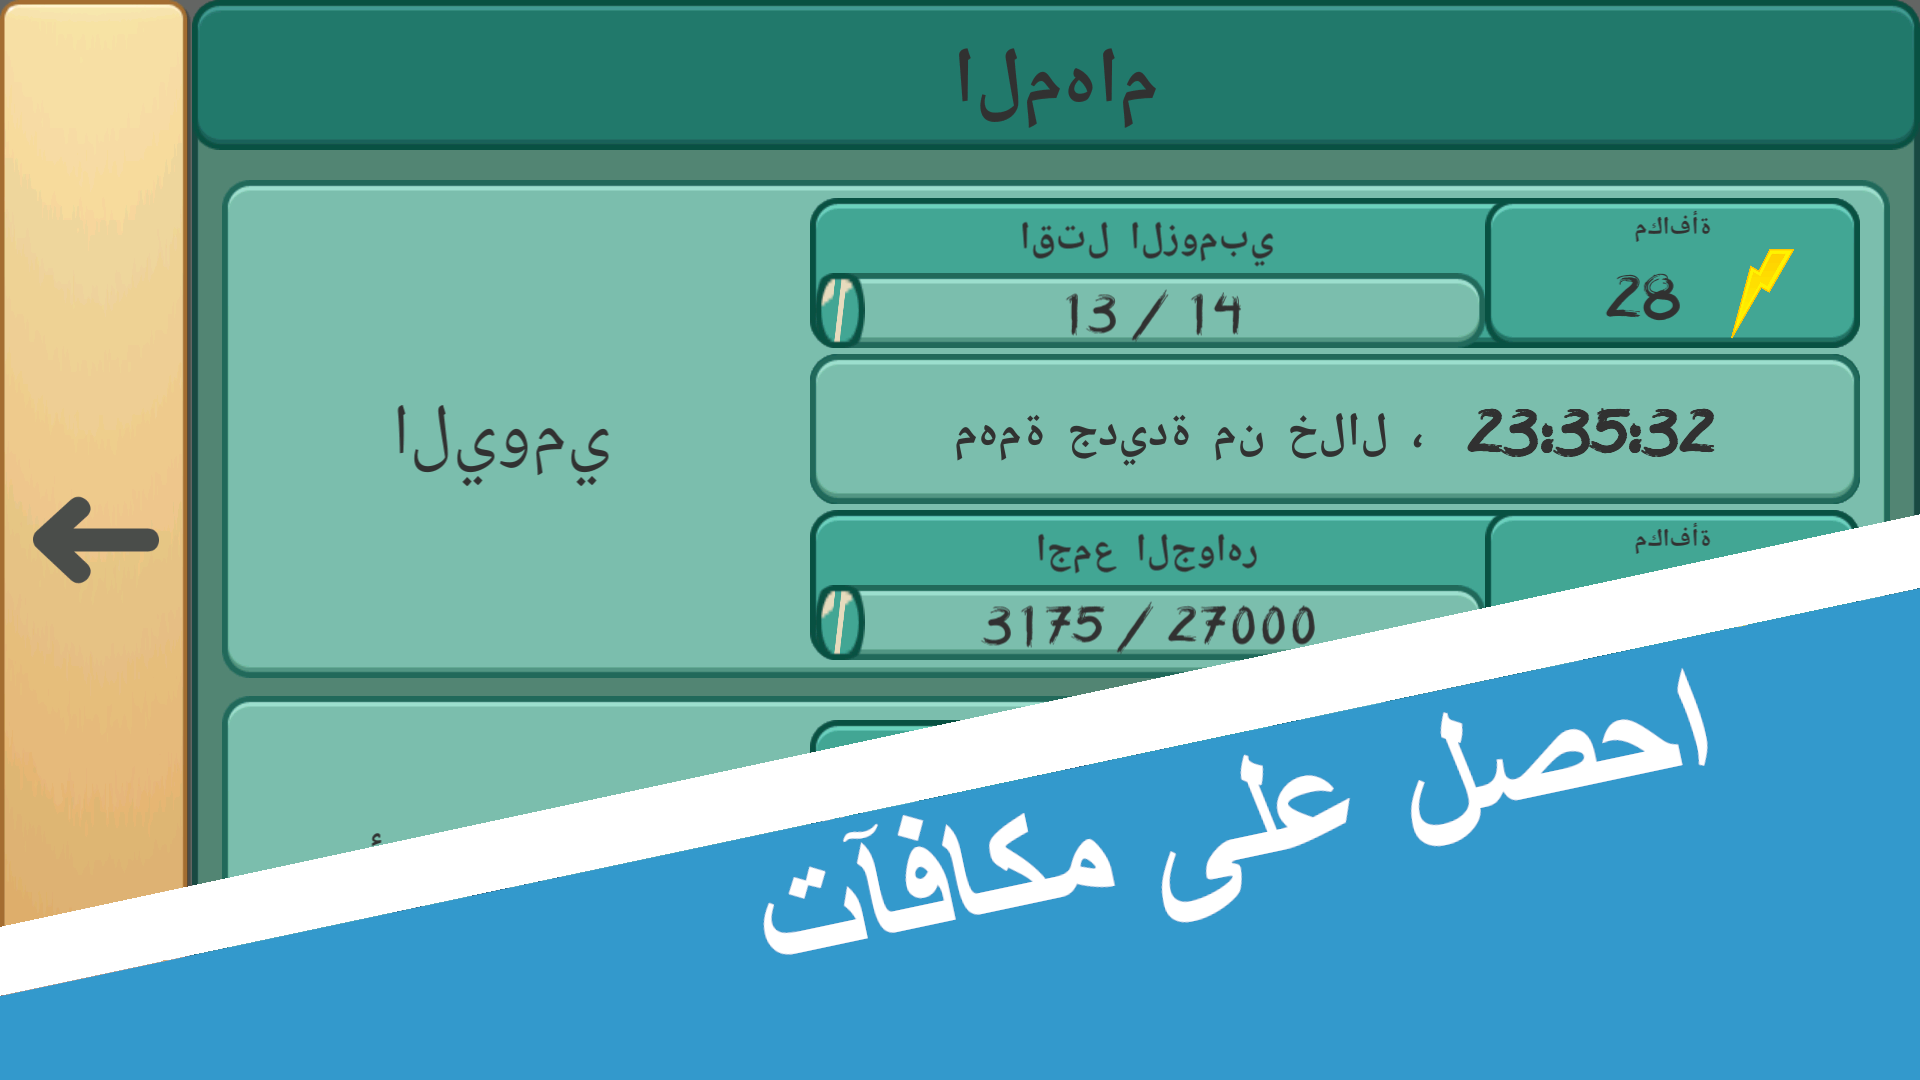 المهام
اقتل الزومبي
مكافأة
13 / 14
28
اليومي
مهمة جديدة من خلال ، 23:35:32
اجمع الجواهر
مكافأة
3175 / 27000
احصل على مكافآت